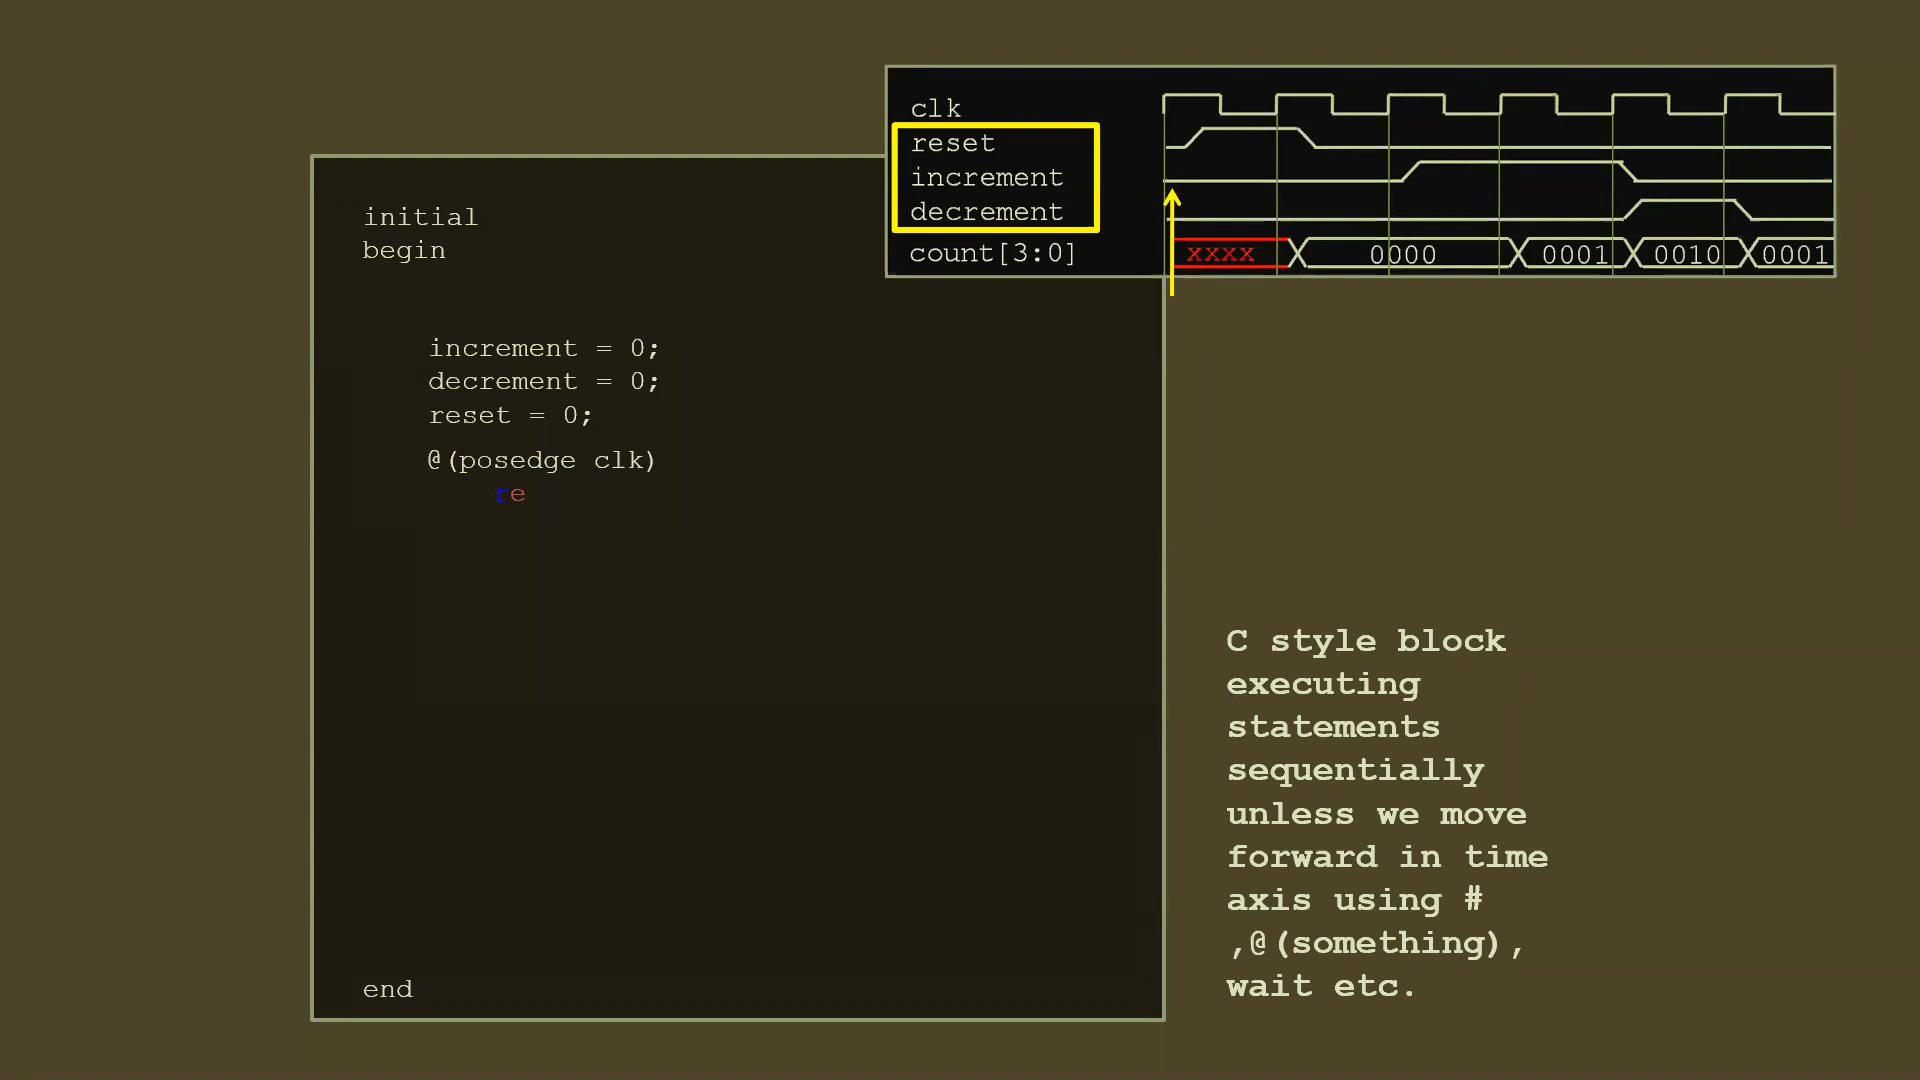 clk
reset
increment
decrement
count[3:0]
xxxx 0000 0001 0010 0001
initial
begin
increment = 0;
decrement = 0;
reset = 0;
@(posedge clk)
re
end
C style block
executing
statements
sequentially
unless we move
forward in time
axis using #
,@(something),
wait etc.